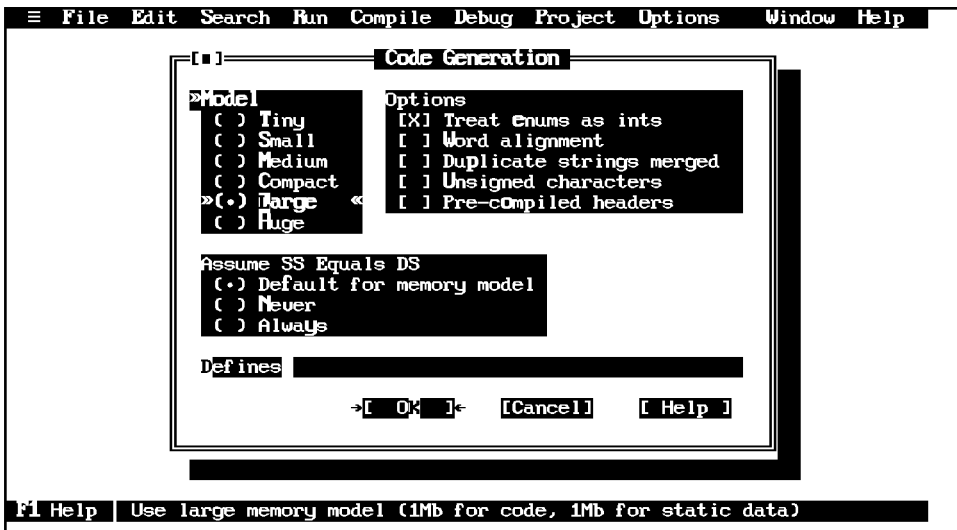 ≡ File Edit Search Run Compile Debug Project Options Window Help
[■] Code Generation
»Model
( ) Tiny
( ) Small
( ) Medium
( ) Compact
»(•) Large «
( ) Huge
Options
[X] Treat enums as ints
[ ] Word alignment
[ ] Duplicate strings merged
[ ] Unsigned characters
[ ] Pre-compiled headers
Assume SS Equals DS
(•) Default for memory model
( ) Never
( ) Always
Defines
→[ OK ]← [Cancel] [ Help ]
F1 Help | Use large memory model (1Mb for code, 1Mb for static data)